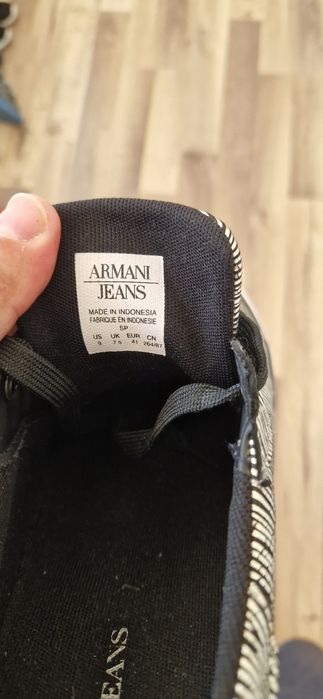 ARMANI
JEANS
MADE IN INDONESIA
FABRIQUE EN INDONESIE
SP
US UK EUR CN
9 7.5 41 264/87
JEANS